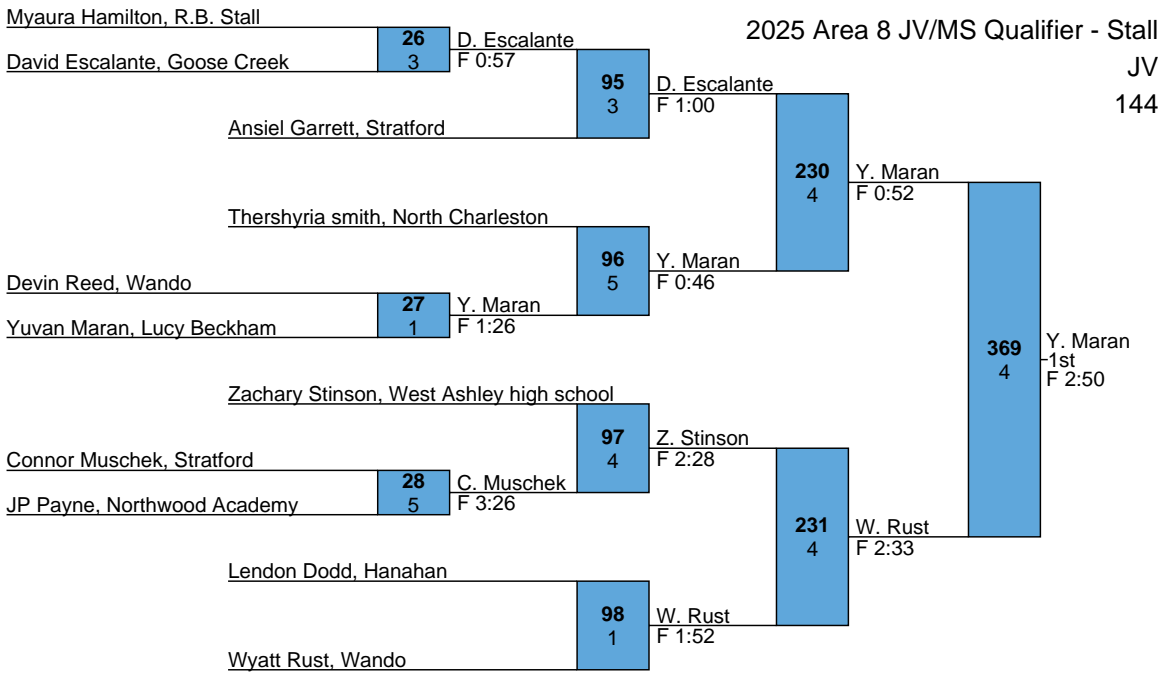 2025 Area 8 JV/MS Qualifier - Stall
JV
144
Myaura Hamilton, R.B. Stall
26
3
David Escalante, Goose Creek
D. Escalante
F 0:57
95
3
Ansiel Garrett, Stratford
D. Escalante
F 1:00
230
4
Thershyria smith, North Charleston
96
5
Devin Reed, Wando
27
1
Yuvan Maran, Lucy Beckham
Y. Maran
F 1:26
Y. Maran
F 0:46
Y. Maran
F 0:52
369
4
Y. Maran
1st
F 2:50
Zachary Stinson, West Ashley high school
97
4
Connor Muschek, Stratford
28
5
JP Payne, Northwood Academy
C. Muschek
F 3:26
Z. Stinson
F 2:28
231
4
W. Rust
F 2:33
Lendon Dodd, Hanahan
98
1
Wyatt Rust, Wando
W. Rust
F 1:52